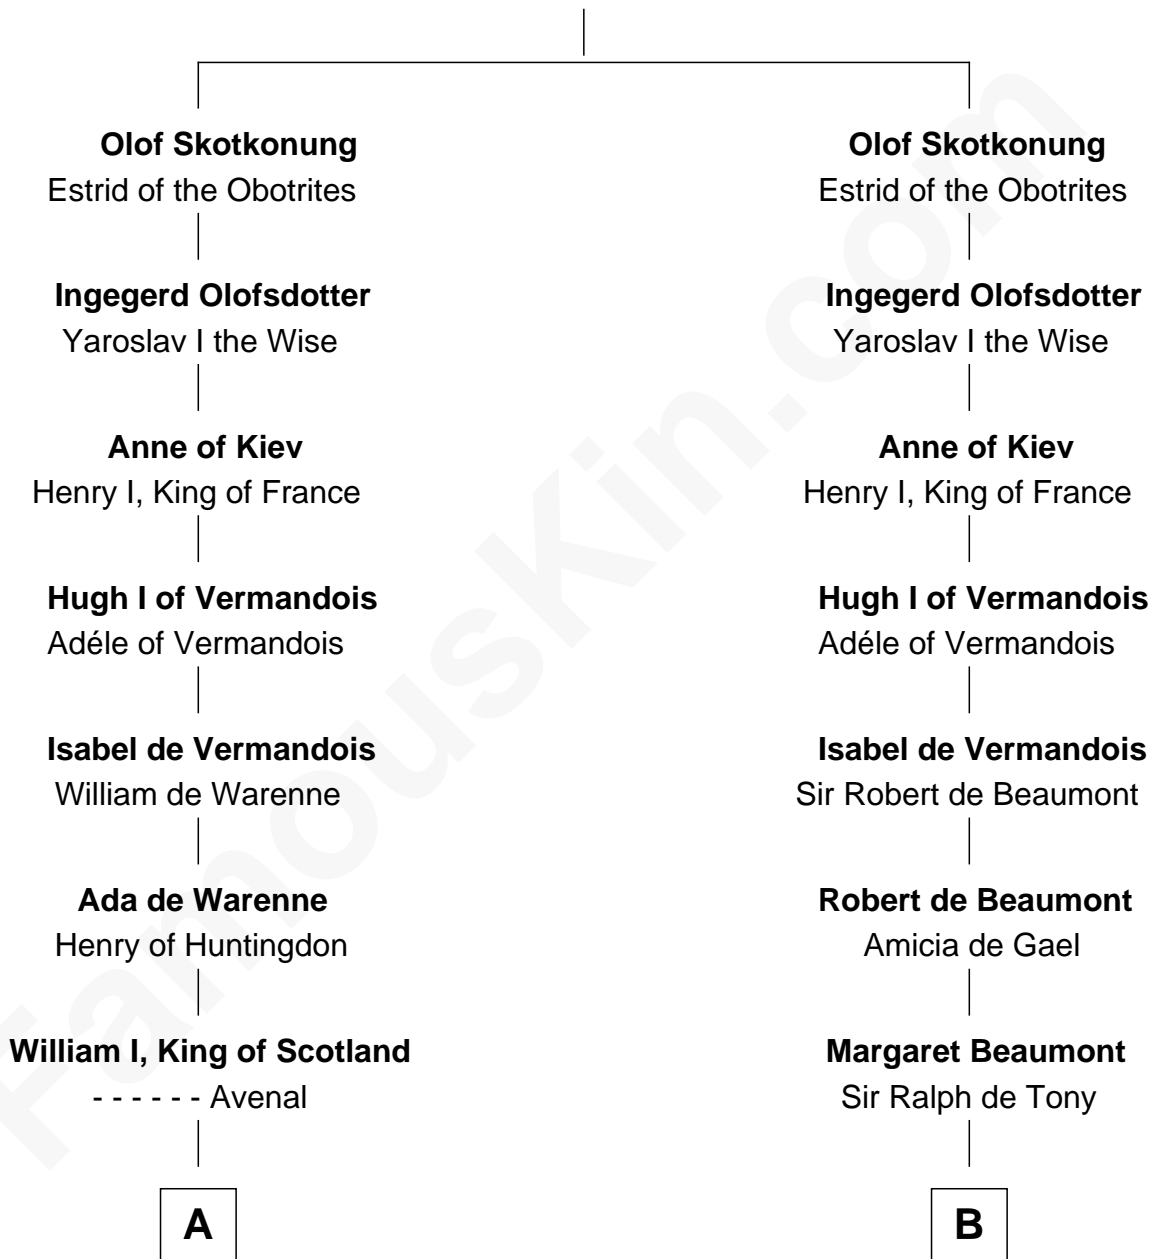 Olof Skotkonung
Estrid of the Obotrites
Ingegerd Olofsdotter
Yaroslav I the Wise
Anne of Kiev
Henry I, King of France
Hugh I of Vermandois
Adéle of Vermandois
Isabel de Vermandois
William de Warenne
Ada de Warenne
Henry of Huntingdon
William I, King of Scotland
- - - - - - Avenal
A
Olof Skotkonung
Estrid of the Obotrites
Ingegerd Olofsdotter
Yaroslav I the Wise
Anne of Kiev
Henry I, King of France
Hugh I of Vermandois
Adéle of Vermandois
Isabel de Vermandois
Sir Robert de Beaumont
Robert de Beaumont
Amicia de Gael
Margaret Beaumont
Sir Ralph de Tony
B
FamousKin.com